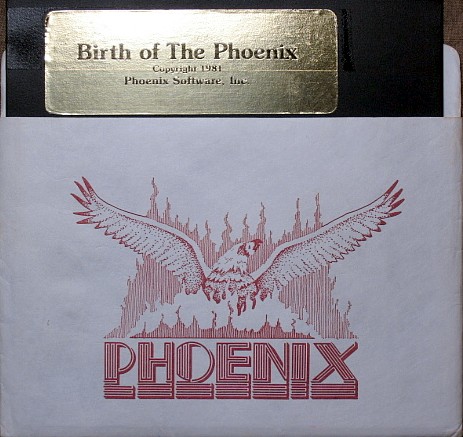 Birth of The Phoenix
Copyright 1981
Phoenix Software, Inc
PHOENIX